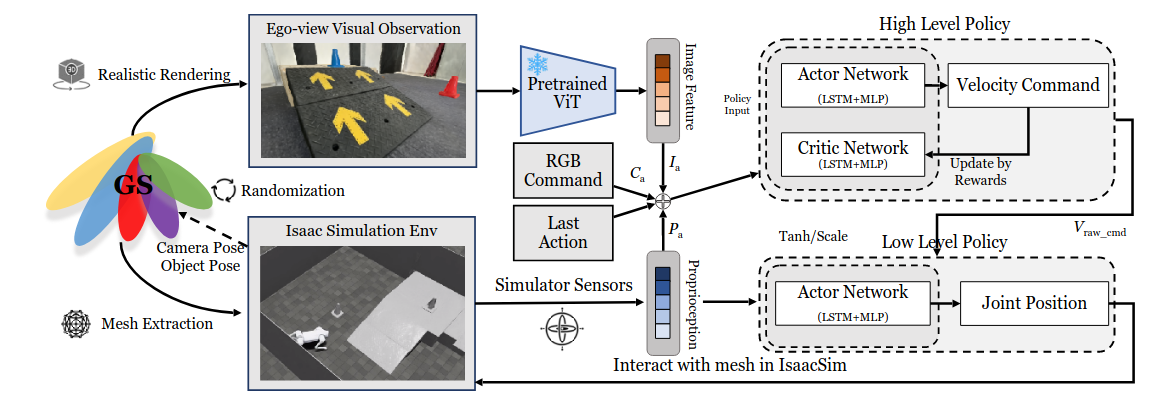 Ego-view Visual Observation
Realistic Rendering
3D
GS
Randomization
Camera Pose
Object Pose
Mesh Extraction
Isaac Simulation Env
Pretrained
ViT
Image Feature
RGB
Command
Last
Action
C_a
I_a
P_a
Simulator Sensors
Proprioception
High Level Policy
Policy
Input
Actor Network
(LSTM+MLP)
Velocity Command
Critic Network
(LSTM+MLP)
Update by
Rewards
V_raw_cmd
Tanh/Scale
Low Level Policy
Actor Network
(LSTM+MLP)
Joint Position
Interact with mesh in IsaacSim